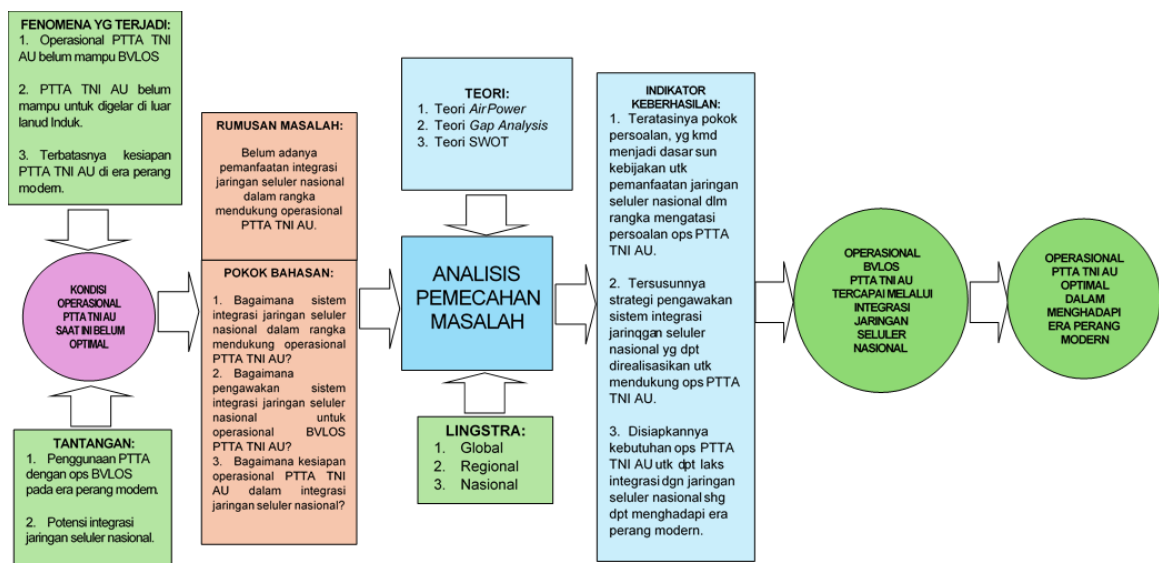 FENOMENA YG TERJADI:
1. Operasional PTTA TNI
AU belum mampu BVLOS
2. PTTA TNI AU belum
mampu untuk digelar di luar
lanud Induk.
3. Terbatasnya kesiapan
PTTA TNI AU di era perang
modern.
KONDISI
OPERASIONAL
PTTA TNI AU
SAAT INI BELUM
OPTIMAL
TANTANGAN:
1. Penggunaan PTTA
dengan ops BVLOS
pada era perang modern.
2. Potensi integrasi
jaringan seluler nasional.
RUMUSAN MASALAH:
Belum adanya
pemanfaatan integrasi
jaringan seluler nasional
dalam rangka
mendukung operasional
PTTA TNI AU.
POKOK BAHASAN:
1. Bagaimana sistem
integrasi jaringan seluler
nasional dalam rangka
mendukung operasional
PTTA TNI AU?
2. Bagaimana
pengawakan sistem
integrasi jaringan seluler
nasional untuk
operasional BVLOS
PTTA TNI AU?
3. Bagaimana kesiapan
operasional PTTA TNI
AU dalam integrasi
jaringan seluler nasional?
TEORI:
1. Teori AirPower
2. Teori Gap Analysis
3. Teori SWOT
ANALISIS
PEMECAHAN
MASALAH
LINGSTRA:
1. Global
2. Regional
3. Nasional
INDIKATOR
KEBERHASILAN:
1. Teratasinya pokok
persoalan, yg kmd
menjadi dasar sun
kebijakan utk
pemanfaatan jaringan
seluler nasional dlm
rangka mengatasi
persoalan ops PTTA
TNI AU.
2. Tersusunnya
strategi pengawakan
sistem integrasi
jarinqgan seluler
nasional yg dpt
direalisasikan utk
mendukung ops PTTA
TNI AU.
3. Disiapkannya
kebutuhan ops PTTA
TNI AU utk dpt laks
integrasi dgn jaringan
seluler nasional shg
dpt menghadapi era
perang modern.
OPERASIONAL
BVLOS
PTTA TNI AU
TERCAPAI MELALUI
INTEGRASI
JARINGAN
SELULER
NASIONAL
OPERASIONAL
PTTA TNI AU
OPTIMAL
DALAM
MENGHADAPI
ERA PERANG
MODERN